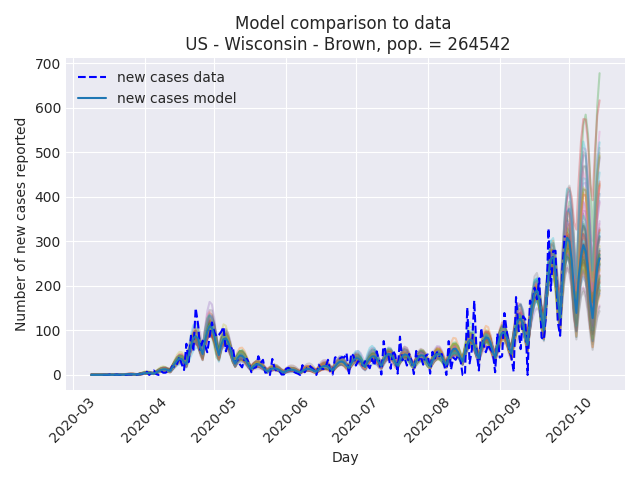 Model comparison to data
US - Wisconsin - Brown, pop. = 264542
new cases data
new cases model
Number of new cases reported
700
600
500
400
300
200
100
0
2020-03
2020-04
2020-05
2020-06
2020-07
2020-08
2020-09
2020-10
Day